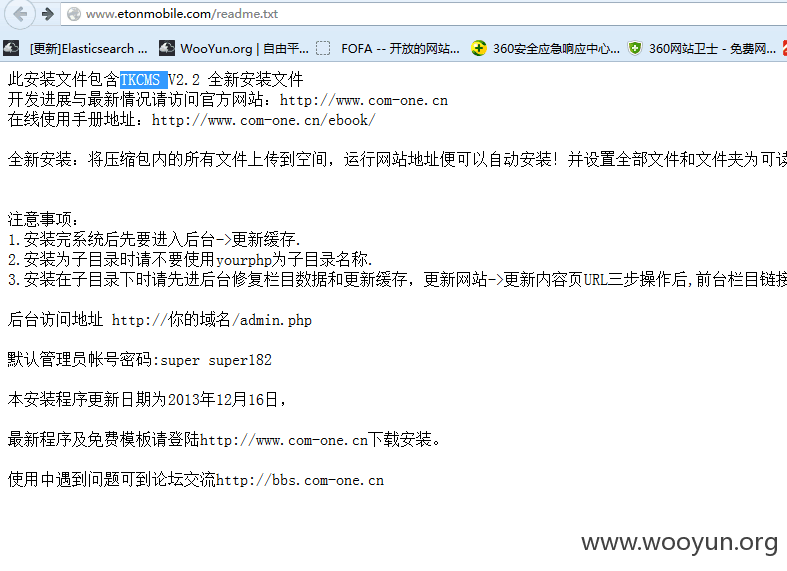 www.etonmobile.com/readme.txt
[更新]Elasticsearch ...
WooYun.org | 自由平...
FOFA -- 开放的网站...
360安全应急响应中心...
360网站卫士 - 免费网...
此安装文件包含TKCMS V2.2 全新安装文件
开发进展与最新情况请访问官方网站：http://www.com-one.cn
在线使用手册地址：http://www.com-one.cn/ebook/
全新安装：将压缩包内的所有文件上传到空间，运行网站地址便可以自动安装！并设置全部文件和文件夹为可读
注意事项：
1.安装完系统后先要进入后台->更新缓存.
2.安装为子目录时请不要使用yourphp为子目录名称.
3.安装在子目录下时请先进后台修复栏目数据和更新缓存，更新网站->更新内容页URL三步操作后,前台栏目链接
后台访问地址 http://你的域名/admin.php
默认管理员帐号密码:super super182
本安装程序更新日期为2013年12月16日，
最新程序及免费模板请登陆http://www.com-one.cn下载安装。
使用中遇到问题可到论坛交流http://bbs.com-one.cn
www.wooyun.org